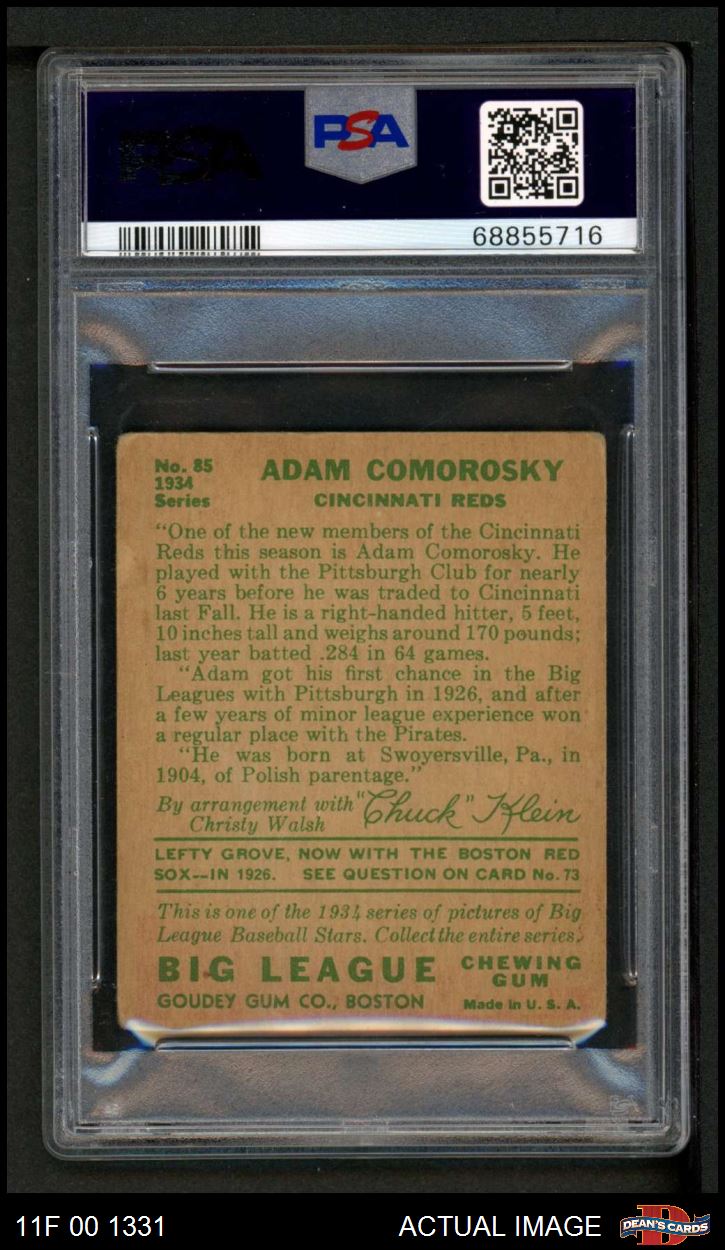 PSA
PSA
68855716
No. 85
1934
Series
ADAM COMOROSKY
CINCINNATI REDS
"One of the new members of the Cincinnati
Reds this season is Adam Comorosky. He
played with the Pittsburgh Club for nearly
6 years before he was traded to Cincinnati
last Fall. He is a right-handed hitter, 5 feet,
10 inches tall and weighs around 170 pounds;
last year batted .284 in 64 games.
"Adam got his first chance in the Big
Leagues with Pittsburgh in 1926, and after
a few years of minor league experience won
a regular place with the Pirates.
"He was born at Swoyersville, Pa., in
1904, of Polish parentage."
By arrangement with "Chuck" Klein
Christy Walsh
LEFTY GROVE, NOW WITH THE BOSTON RED
SOX--IN 1926. SEE QUESTION ON CARD No. 73
This is one of the 1934 series of pictures of Big
League Baseball Stars. Collect the entire series.
BIG LEAGUE CHEWING GUM
GOUDEY GUM CO., BOSTON Made in U. S. A.
11F 00 1331 ACTUAL IMAGE D DEAN'S CARDS